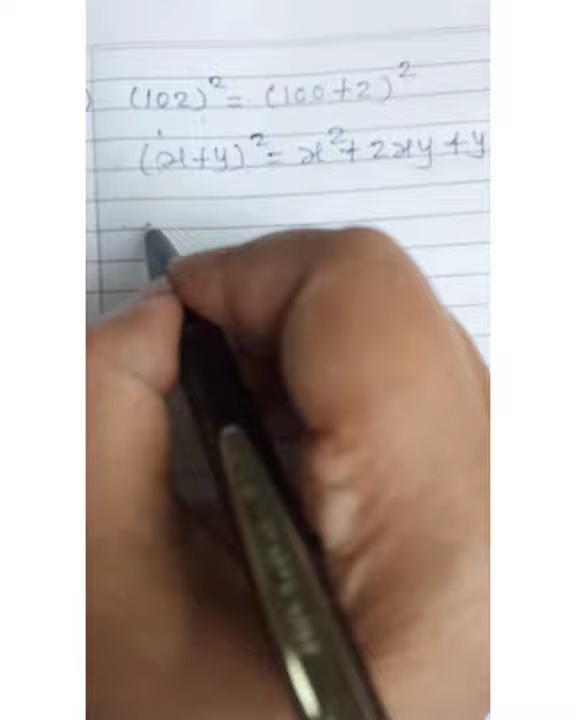 ) (102)² = (100+2)²
(x+y)² = x² + 2xy + y